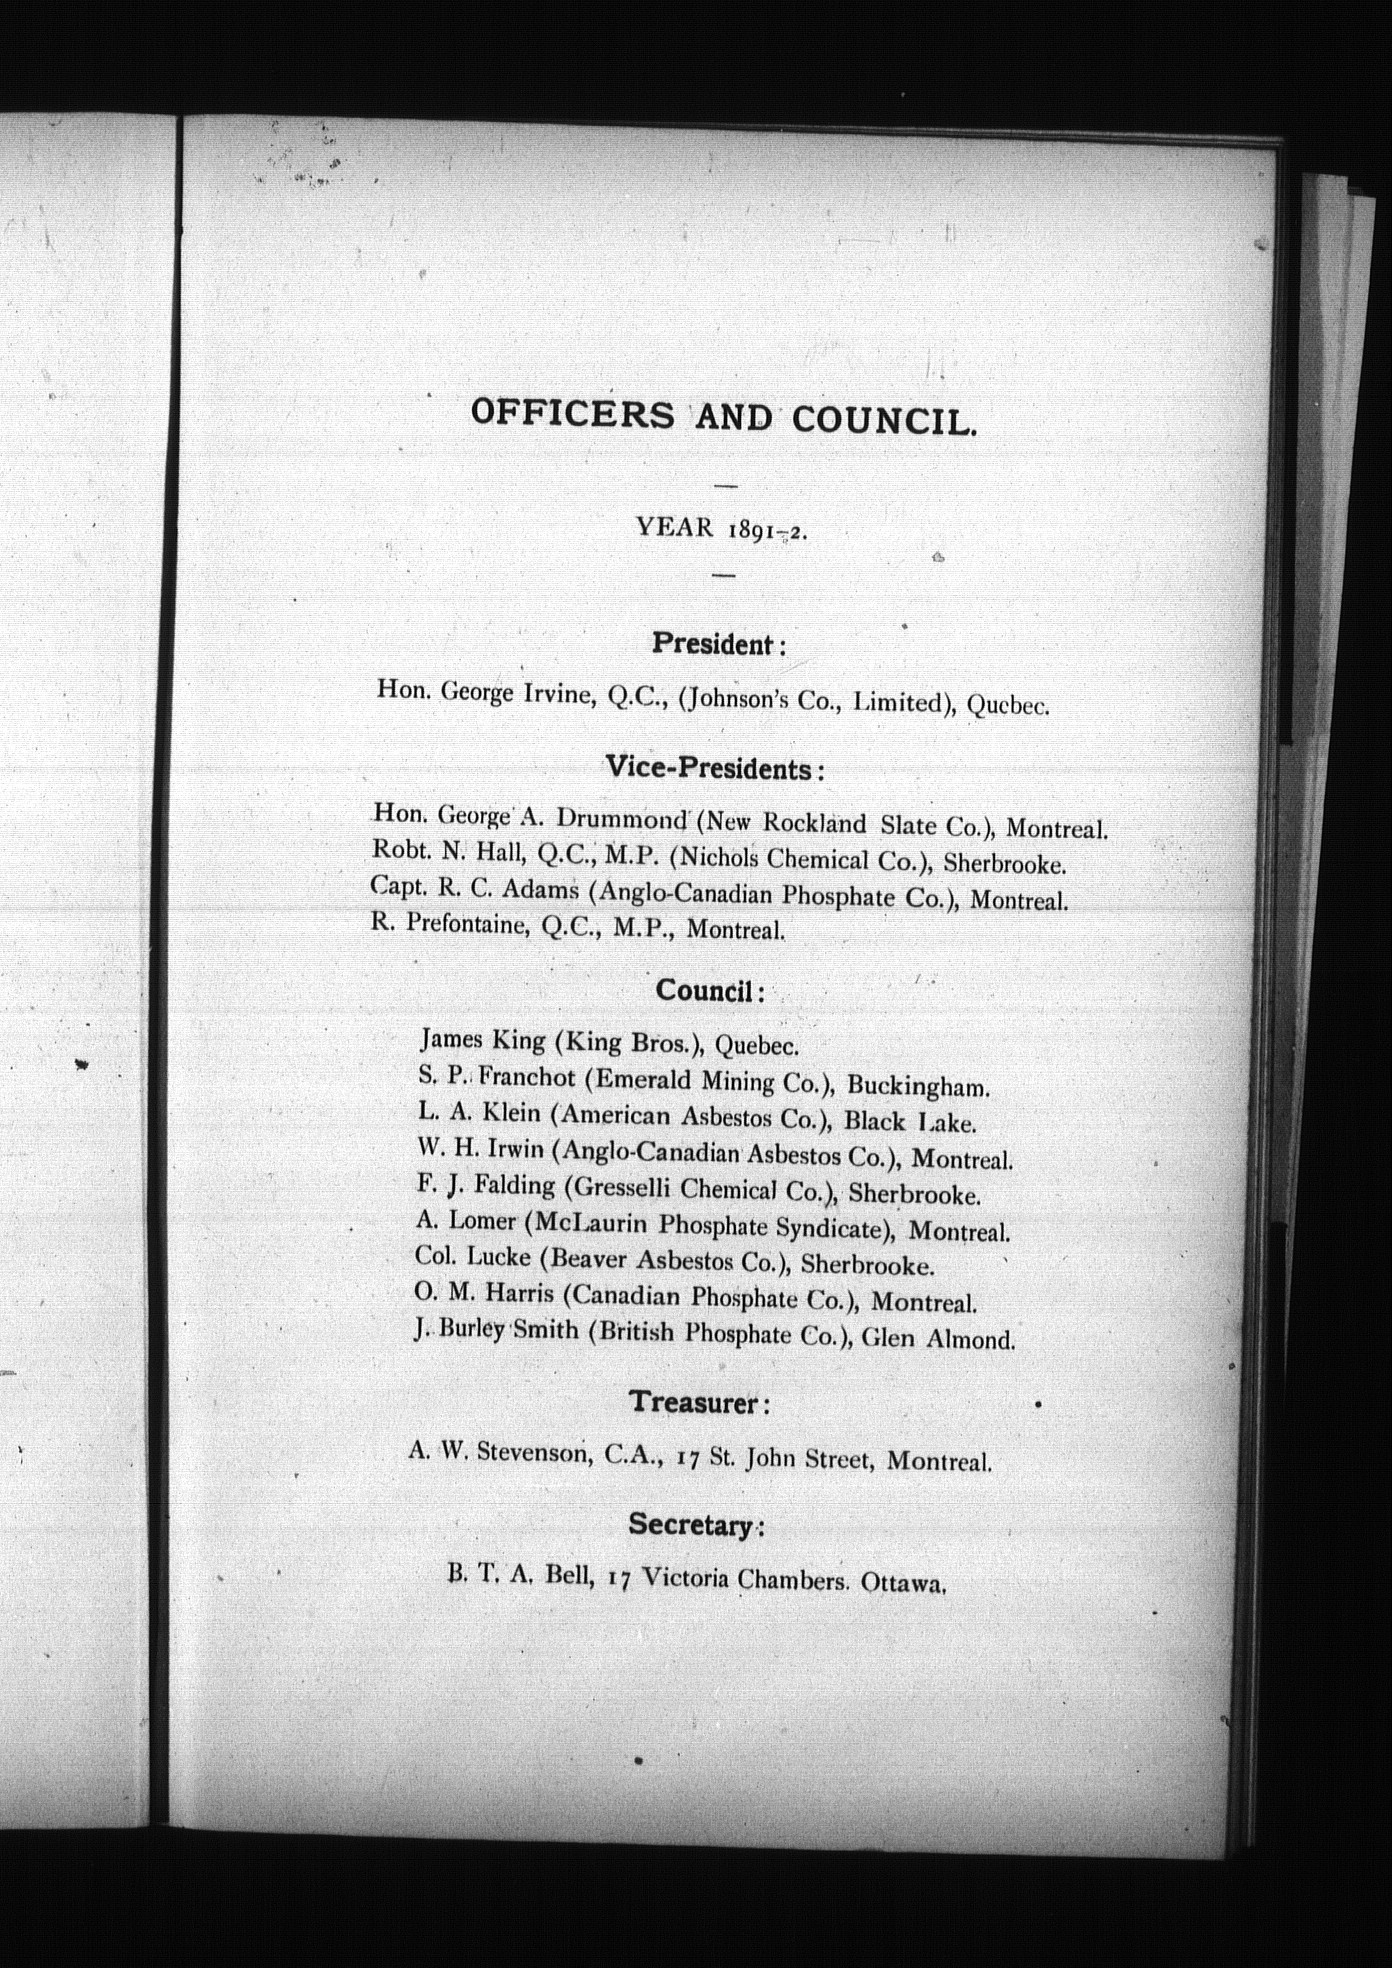 OFFICERS AND COUNCIL.
YEAR 1891-2.
President:
Hon. George Irvine, Q.C., (Johnson's Co., Limited), Quebec.
Vice-Presidents:
Hon. George A. Drummond (New Rockland Slate Co.), Montreal.
Robt. N. Hall, Q.C., M.P. (Nichols Chemical Co.), Sherbrooke.
Capt. R. C. Adams (Anglo-Canadian Phosphate Co.), Montreal.
R. Prefontaine, Q.C., M.P., Montreal.
Council:
James King (King Bros.), Quebec.
S. P. Franchot (Emerald Mining Co.), Buckingham.
L. A. Klein (American Asbestos Co.), Black Lake.
W. H. Irwin (Anglo-Canadian Asbestos Co.), Montreal.
F. J. Falding (Gresselli Chemical Co.), Sherbrooke.
A. Lomer (McLaurin Phosphate Syndicate), Montreal.
Col. Lucke (Beaver Asbestos Co.), Sherbrooke.
O. M. Harris (Canadian Phosphate Co.), Montreal.
J. Burley Smith (British Phosphate Co.), Glen Almond.
Treasurer:
A. W. Stevenson, C.A., 17 St. John Street, Montreal.
Secretary:
B. T. A. Bell, 17 Victoria Chambers. Ottawa.